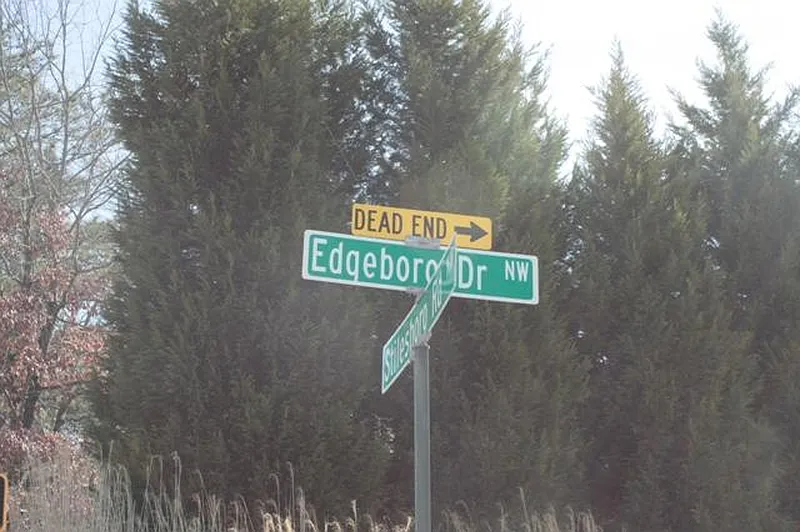 DEAD END
Edgeboro Dr NW
Stilesboro Rd